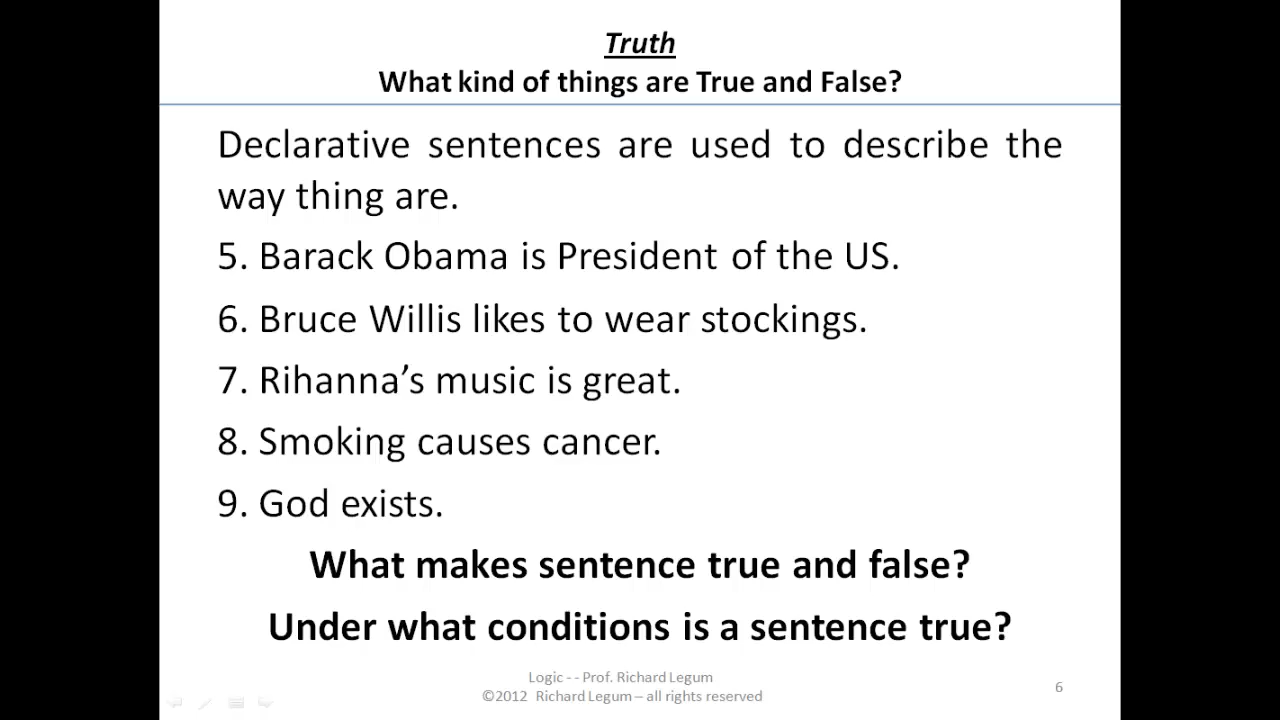 Truth
What kind of things are True and False?
Declarative sentences are used to describe the
way thing are.
5. Barack Obama is President of the US.
6. Bruce Willis likes to wear stockings.
7. Rihanna’s music is great.
8. Smoking causes cancer.
9. God exists.
What makes sentence true and false?
Under what conditions is a sentence true?
Logic - - Prof. Richard Legum
©2012 Richard Legum – all rights reserved
6